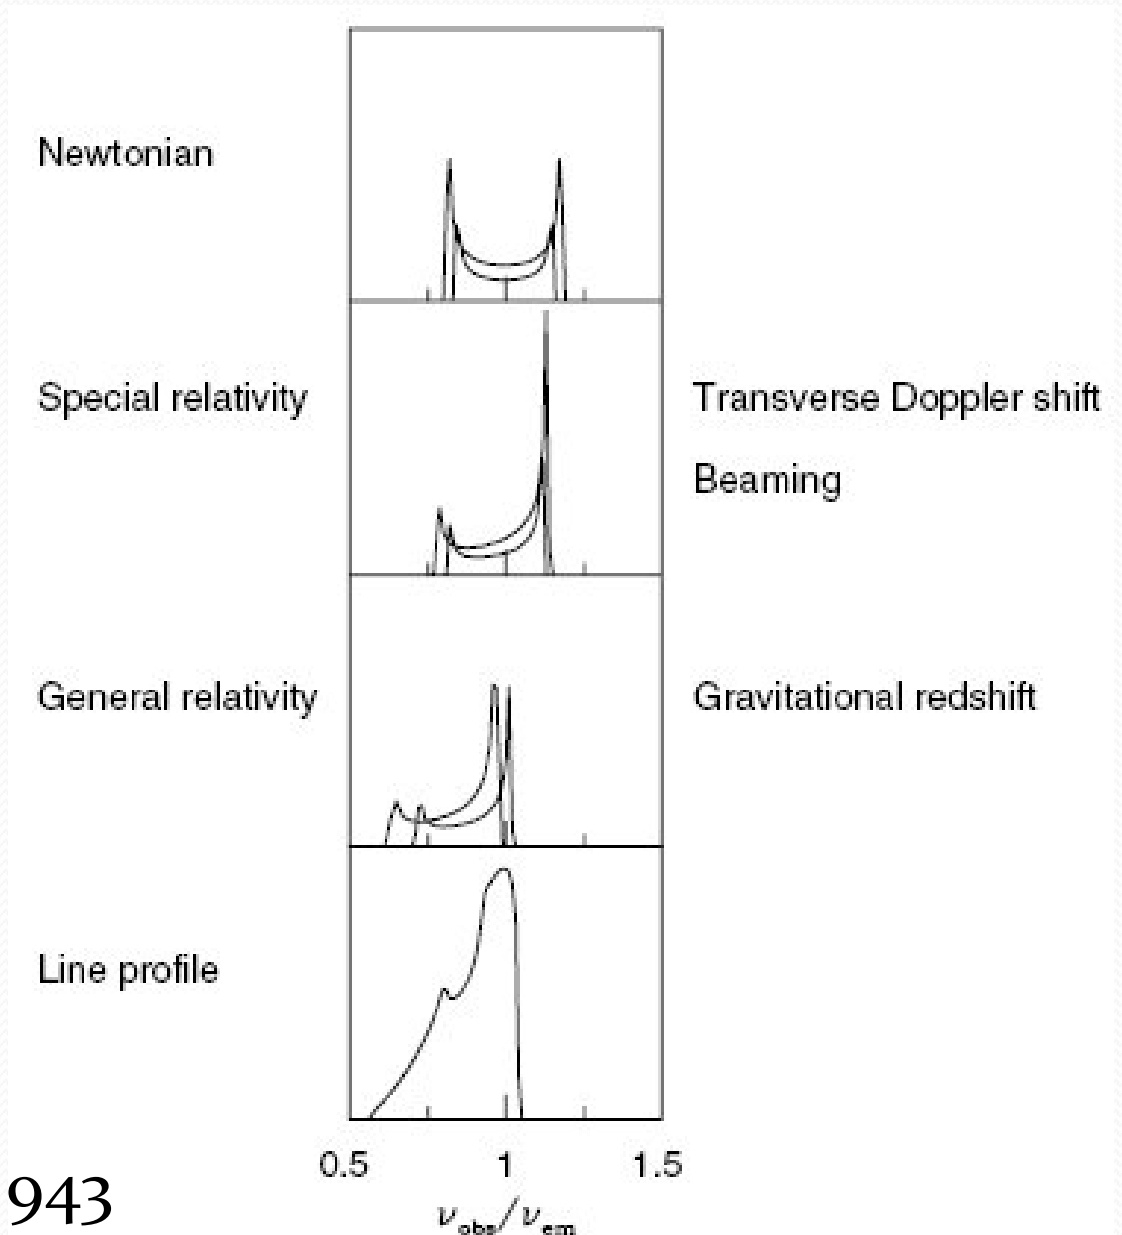 Newtonian
Special relativity
Transverse Doppler shift
Beaming
General relativity
Gravitational redshift
Line profile
0.5 1 1.5
ν_obs/ν_em
943